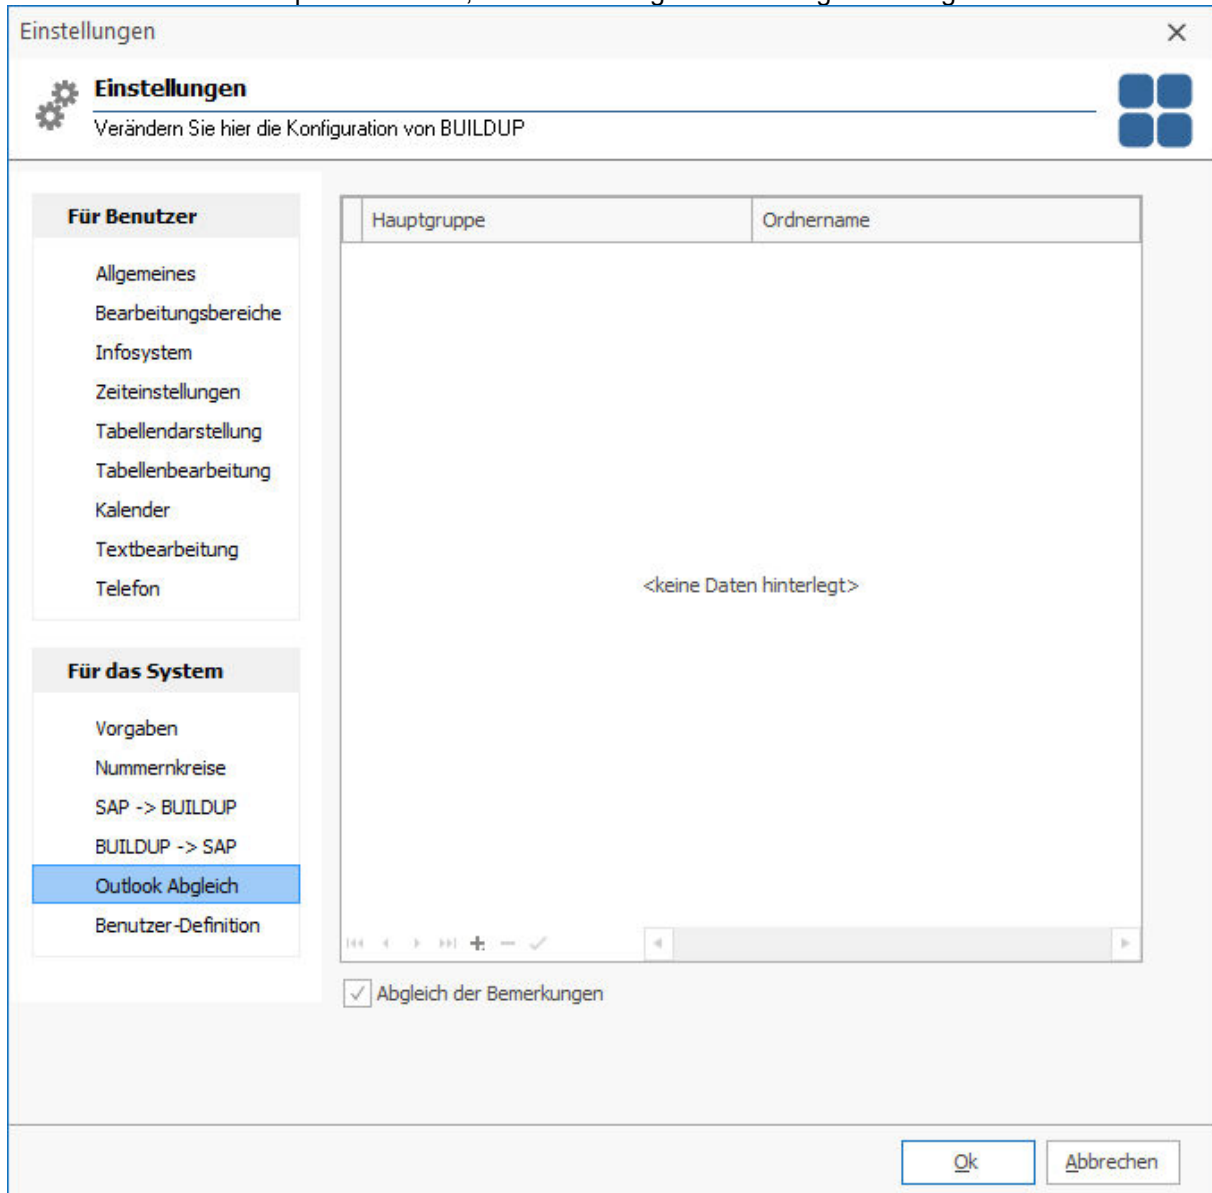 Einstellungen
Einstellungen
Verändern Sie hier die Konfiguration von BUILDUP
Für Benutzer
Allgemeines
Bearbeitungsbereiche
Infosystem
Zeiteinstellungen
Tabellendarstellung
Tabellenbearbeitung
Kalender
Textbearbeitung
Telefon
Für das System
Vorgaben
Nummernkreise
SAP -> BUILDUP
BUILDUP -> SAP
Outlook Abgleich
Benutzer-Definition
Hauptgruppe Ordnername
<keine Daten hinterlegt>
Abgleich der Bemerkungen
Ok Abbrechen